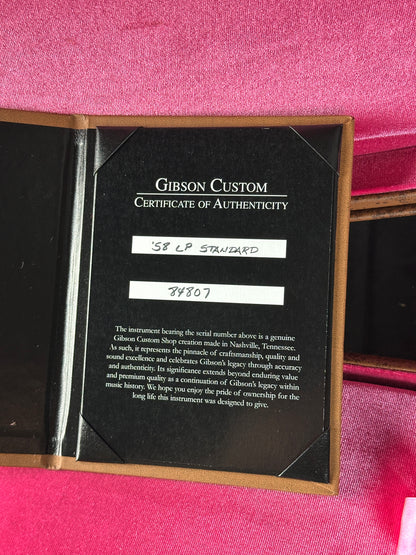 GIBSON CUSTOM
CERTIFICATE OF AUTHENTICITY
'58 LP STANDARD
84807
The instrument bearing the serial number above is a genuine
Gibson Custom Shop creation made in Nashville, Tennessee.
As such, it represents the pinnacle of craftsmanship, quality and
sound excellence and celebrates Gibson's legacy through accuracy
and authenticity. Its significance extends beyond enduring value
and premium quality as a continuation of Gibson's legacy within
music history. We hope you enjoy the pride of ownership for the
long life this instrument was designed to give.